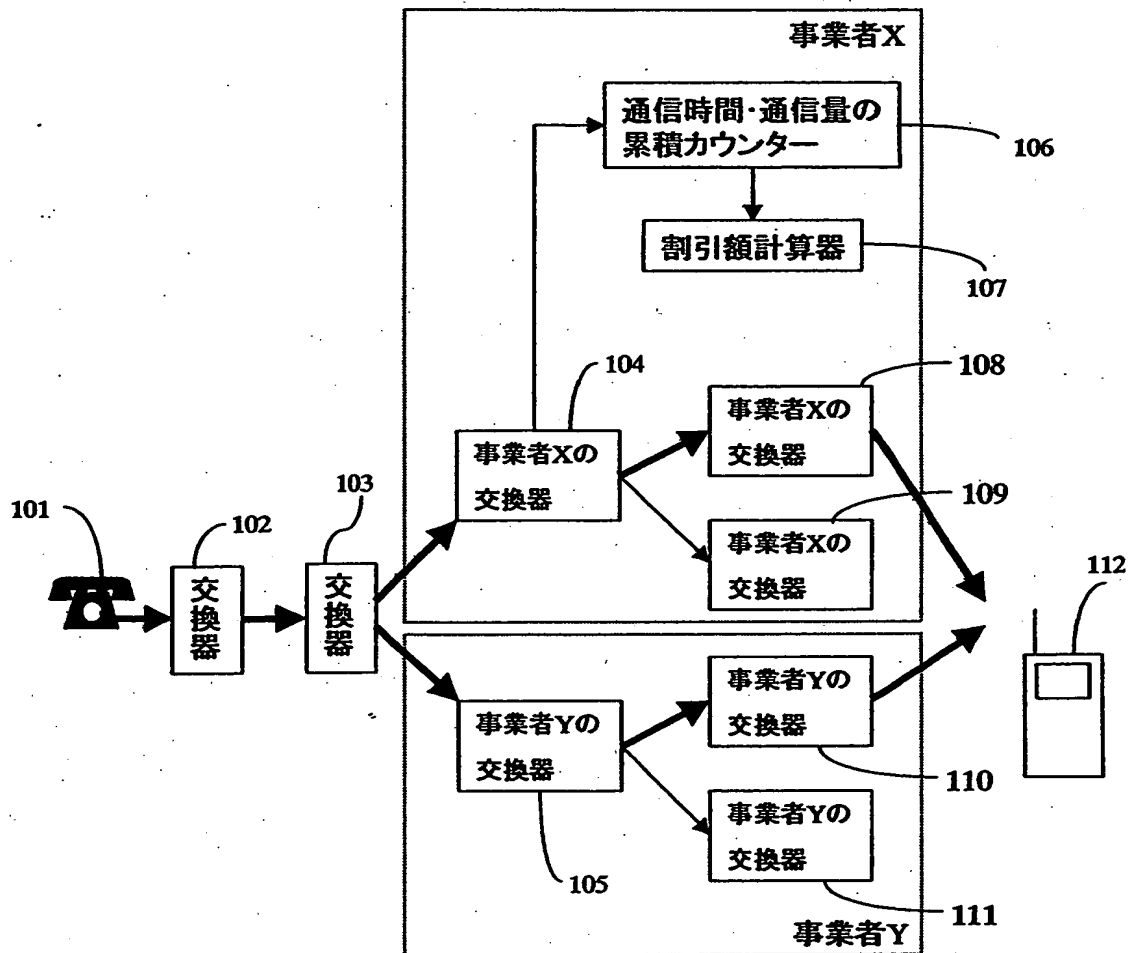 事業者X
通信時間・通信量の
累積カウンター
106
割引額計算器
107
104
108
事業者Xの
交換器
事業者Xの
交換器
103
109
101
102
事業者Xの
交換器
交換器
交換器
112
事業者Yの
交換器
事業者Yの
交換器
110
事業者Yの
交換器
105
111
事業者Y